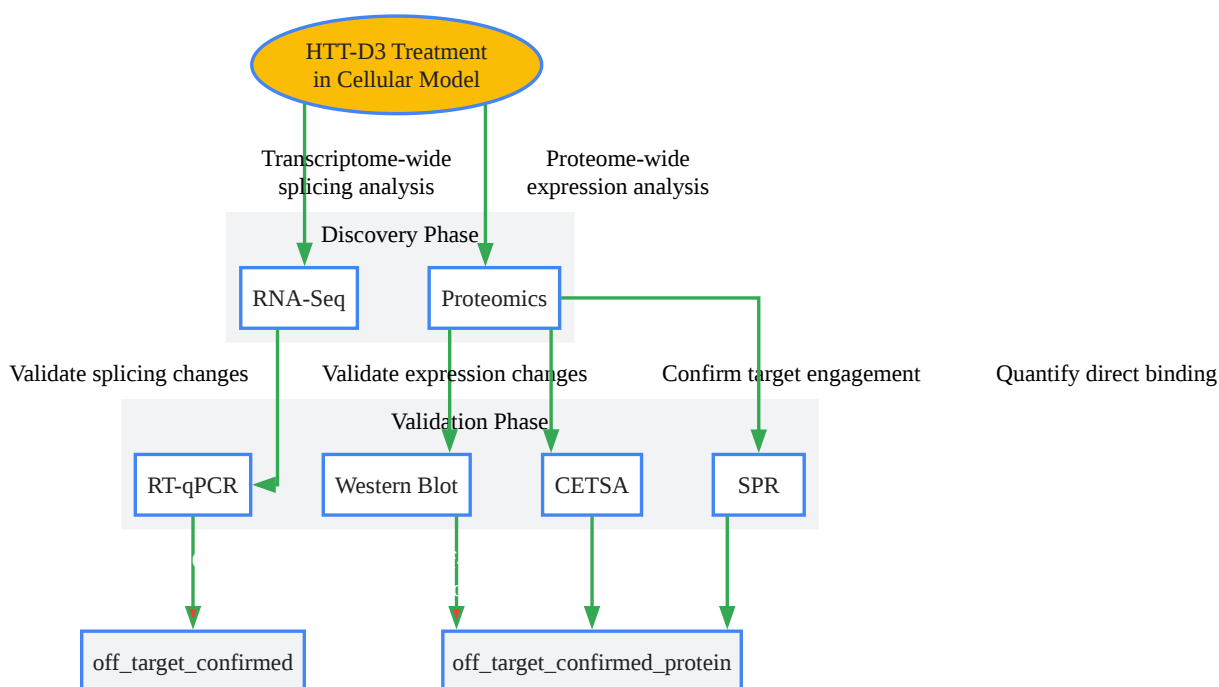 HTT-D3 Treatment
in Cellular Model
Transcriptome-wide
splicing analysis
Proteome-wide
expression analysis
Discovery Phase
RNA-Seq
Proteomics
Validate splicing changes
Validate expression changes
Confirm target engagement
Quantify direct binding
Validation Phase
RT-qPCR
Western Blot
CETSA
SPR
off_target_confirmed
off_target_confirmed_protein